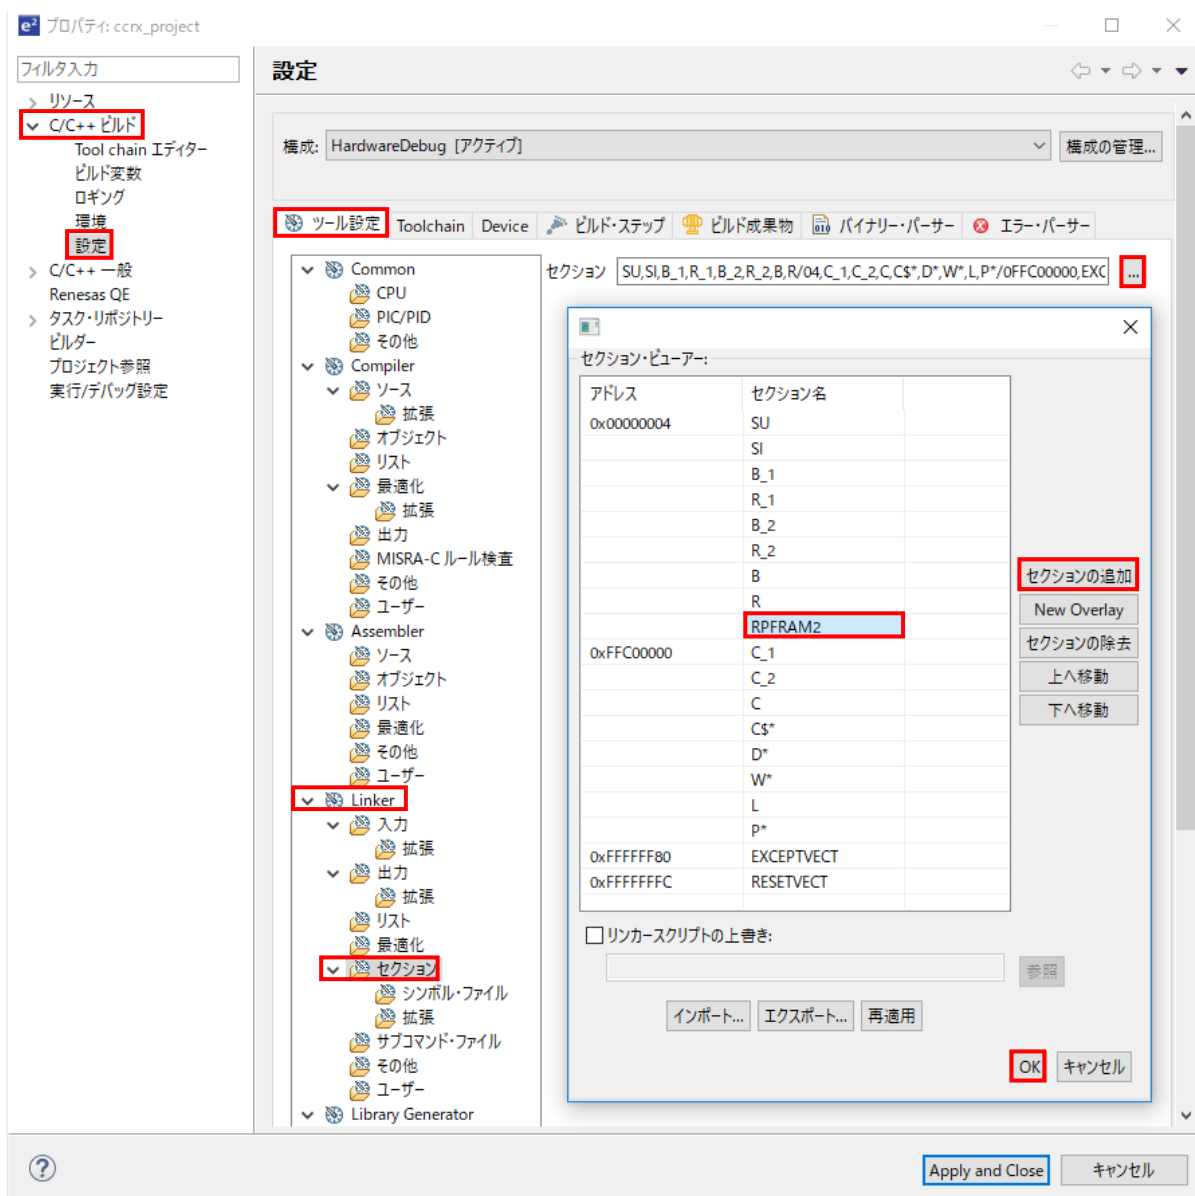 e² プロパティ: ccrx_project
フィルタ入力
リソース
C/C++ ビルド
Tool chain エディター
ビルド変数
ロギング
環境
設定
C/C++ 一般
Renesas QE
タスク・リポジトリー
ビルダー
プロジェクト参照
実行/デバッグ設定
設定
構成: HardwareDebug [アクティブ] 構成の管理...
ツール設定 Toolchain Device ビルド・ステップ ビルド成果物 バイナリー・パーサー エラー・パーサー
Common
CPU
PIC/PID
その他
Compiler
ソース
拡張
オブジェクト
リスト
最適化
拡張
出力
MISRA-C ルール検査
その他
ユーザー
Assembler
ソース
オブジェクト
リスト
最適化
その他
ユーザー
Linker
入力
拡張
出力
拡張
リスト
最適化
セクション
シンボル・ファイル
拡張
サブコマンド・ファイル
その他
ユーザー
Library Generator
セクション SU,SI,B_1,R_1,B_2,R_2,B,R/04,C_1,C_2,C,C$*,D*,W*,L,P*/0FFC00000,EXC ...
セクション・ビューアー:
アドレス セクション名
0x00000004 SU
SI
B_1
R_1
B_2
R_2
B
R
RPFRAM2
0xFFC00000 C_1
C_2
C
C$*
D*
W*
L
P*
0xFFFFFF80 EXCEPTVECT
0xFFFFFFFC RESETVECT
セクションの追加
New Overlay
セクションの除去
上へ移動
下へ移動
リンカースクリプトの上書き:
参照
インポート... エクスポート... 再適用
OK キャンセル
Apply and Close キャンセル